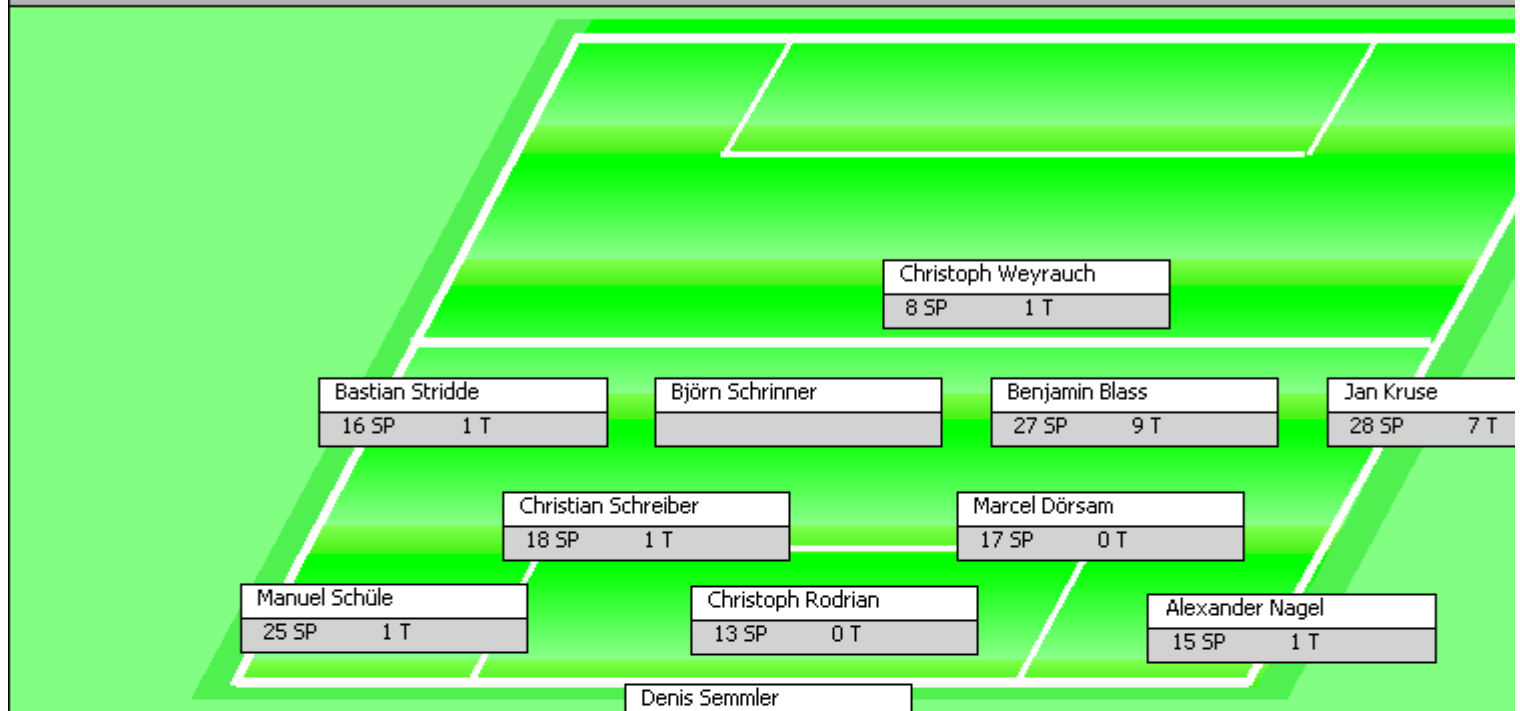 Christoph Weyrauch
8 SP 1 T
Bastian Stridde
16 SP 1 T
Björn Schrinner
Benjamin Blass
27 SP 9 T
Jan Kruse
28 SP 7 T
Christian Schreiber
18 SP 1 T
Marcel Dörsam
17 SP 0 T
Manuel Schüle
25 SP 1 T
Christoph Rodrian
13 SP 0 T
Alexander Nagel
15 SP 1 T
Denis Semmler